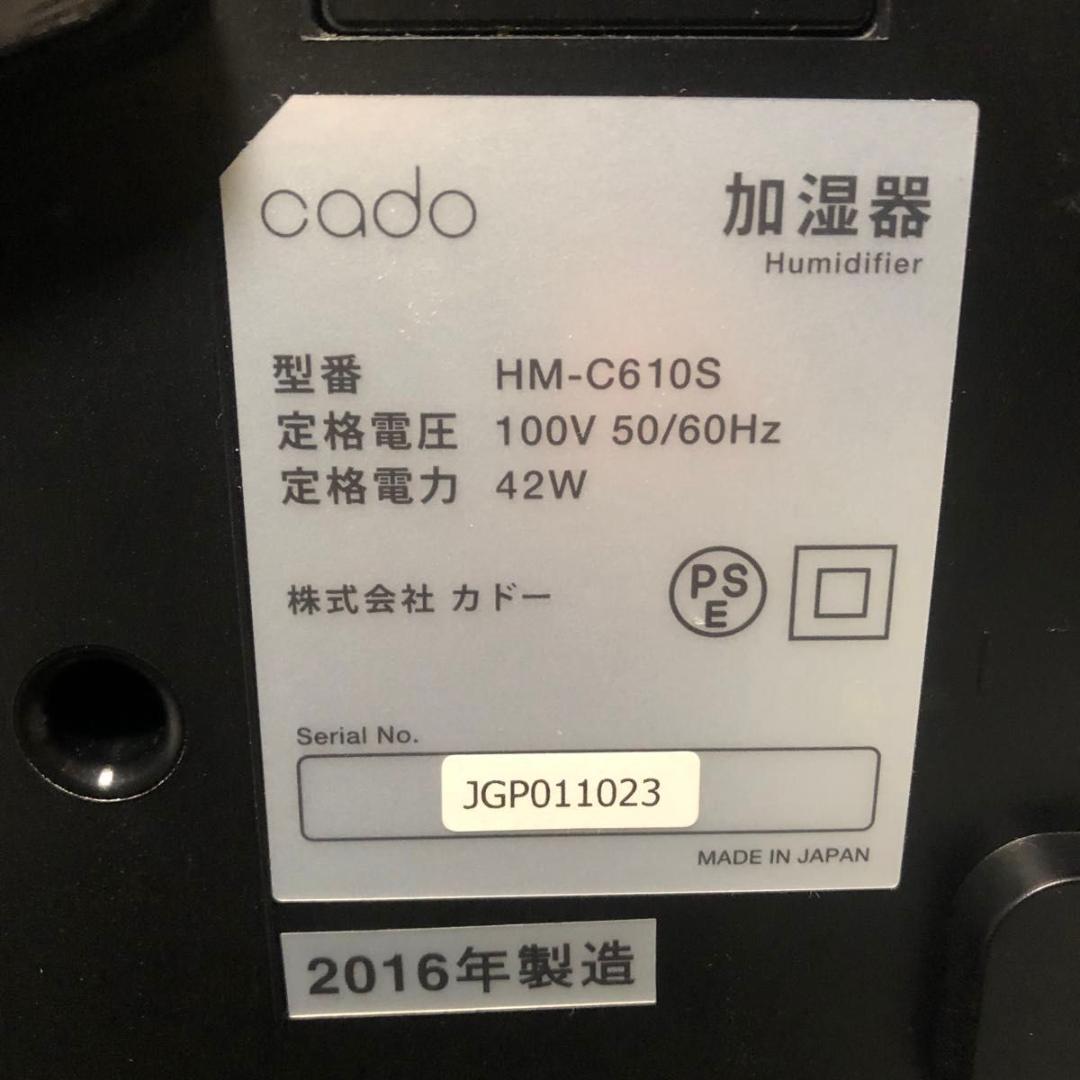 cado
加湿器
Humidifier
型番 HM-C610S
定格電圧 100V 50/60Hz
定格電力 42W
株式会社 カドー
PSE
Serial No.
JGP011023
MADE IN JAPAN
2016年製造